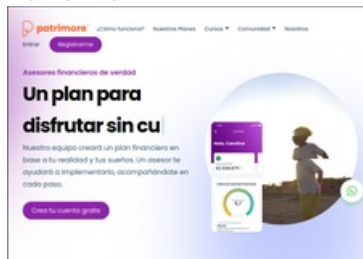 patrimore
¿Cómo funciona? Nuestros Planes Cursos Comunidad Nosotros
Entrar Registrarme
Asesores financieros de verdad
Un plan para
disfrutar sin cu
Nuestro equipo creará un plan financiero en
base a tu realidad y tus sueños. Un asesor te
ayudará a implementarlo, acompañándote en
cada paso.
Crea tu cuenta gratis
Hola, Carolina